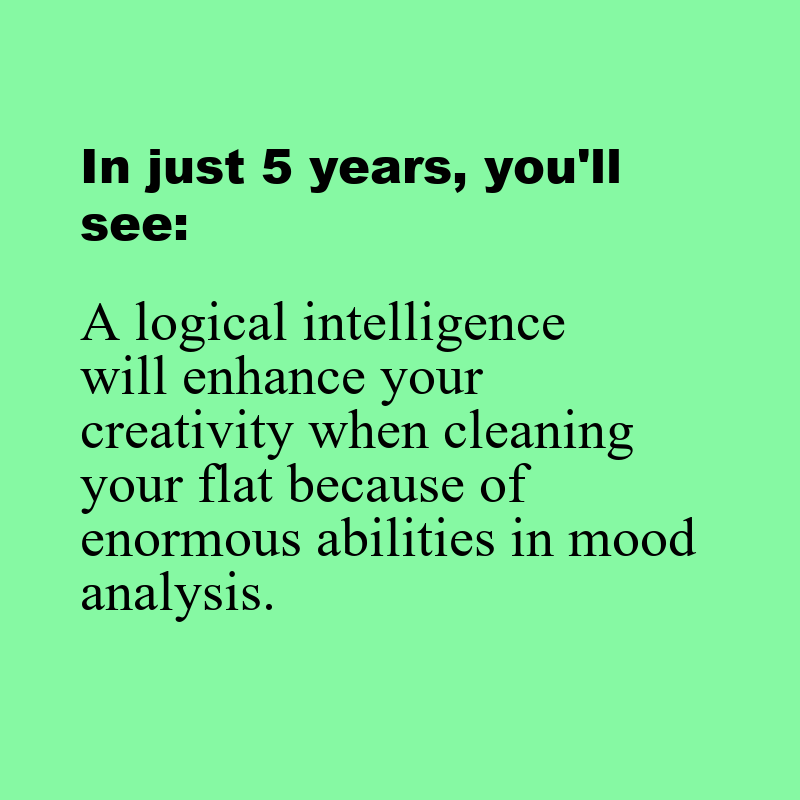 In just 5 years, you'll
see:
A logical intelligence
will enhance your
creativity when cleaning
your flat because of
enormous abilities in mood
analysis.